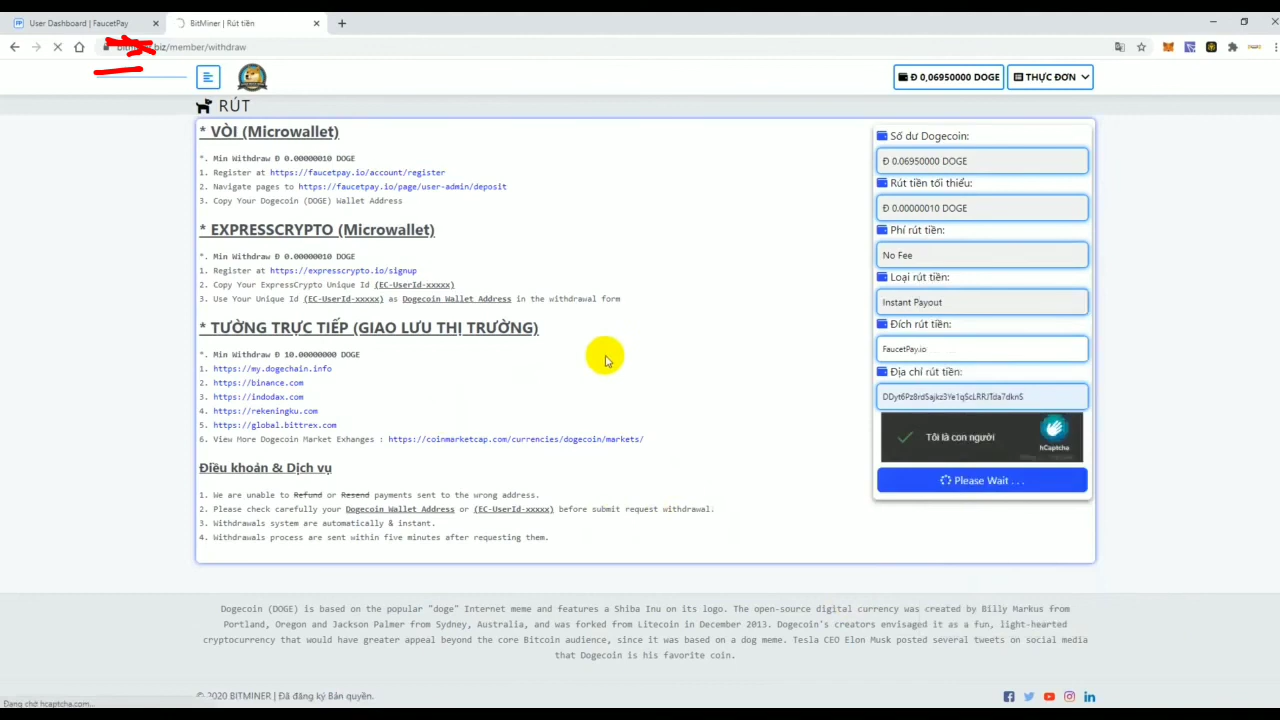 User Dashboard | FaucetPay
BitMiner | Rút tiền
.biz/member/withdraw
Đ 0,06950000 DOGE
THỰC ĐƠN
RÚT
* VÒI (Microwallet)
*. Min Withdraw Đ 0.00000010 DOGE
1. Register at https://faucetpay.io/account/register
2. Navigate pages to https://faucetpay.io/page/user-admin/deposit
3. Copy Your Dogecoin (DOGE) Wallet Address
* EXPRESSCRYPTO (Microwallet)
*. Min Withdraw Đ 0.00000010 DOGE
1. Register at https://expresscrypto.io/signup
2. Copy Your ExpressCrypto Unique Id (EC-UserId-xxxxx)
3. Use Your Unique Id (EC-UserId-xxxxx) as Dogecoin Wallet Address in the withdrawal form
* TƯỜNG TRỰC TIẾP (GIAO LƯU THỊ TRƯỜNG)
*. Min Withdraw Đ 10.00000000 DOGE
1. https://my.dogechain.info
2. https://binance.com
3. https://indodax.com
4. https://rekeningku.com
5. https://global.bittrex.com
6. View More Dogecoin Market Exhanges : https://coinmarketcap.com/currencies/dogecoin/markets/
Điều khoản & Dịch vụ
1. We are unable to Refund or Resend payments sent to the wrong address.
2. Please check carefully your Dogecoin Wallet Address or (EC-UserId-xxxxx) before submit request withdrawal.
3. Withdrawals system are automatically & instant.
4. Withdrawals process are sent within five minutes after requesting them.
Số dư Dogecoin:
Đ 0.06950000 DOGE
Rút tiền tối thiểu:
Đ 0.00000010 DOGE
Phí rút tiền:
No Fee
Loại rút tiền:
Instant Payout
Đích rút tiền:
FaucetPay.io
Địa chỉ rút tiền:
DDyt6Pz8rdSajkz3Ye1qScLRRJTda7dknS
Tôi là con người
hCaptcha
Please Wait . . .
Dogecoin (DOGE) is based on the popular "doge" Internet meme and features a Shiba Inu on its logo. The open-source digital currency was created by Billy Markus from
Portland, Oregon and Jackson Palmer from Sydney, Australia, and was forked from Litecoin in December 2013. Dogecoin's creators envisaged it as a fun, light-hearted
cryptocurrency that would have greater appeal beyond the core Bitcoin audience, since it was based on a dog meme. Tesla CEO Elon Musk posted several tweets on social media
that Dogecoin is his favorite coin.
© 2020 BITMINER | Đã đăng ký Bản quyền.
Đang chờ hcaptcha.com...